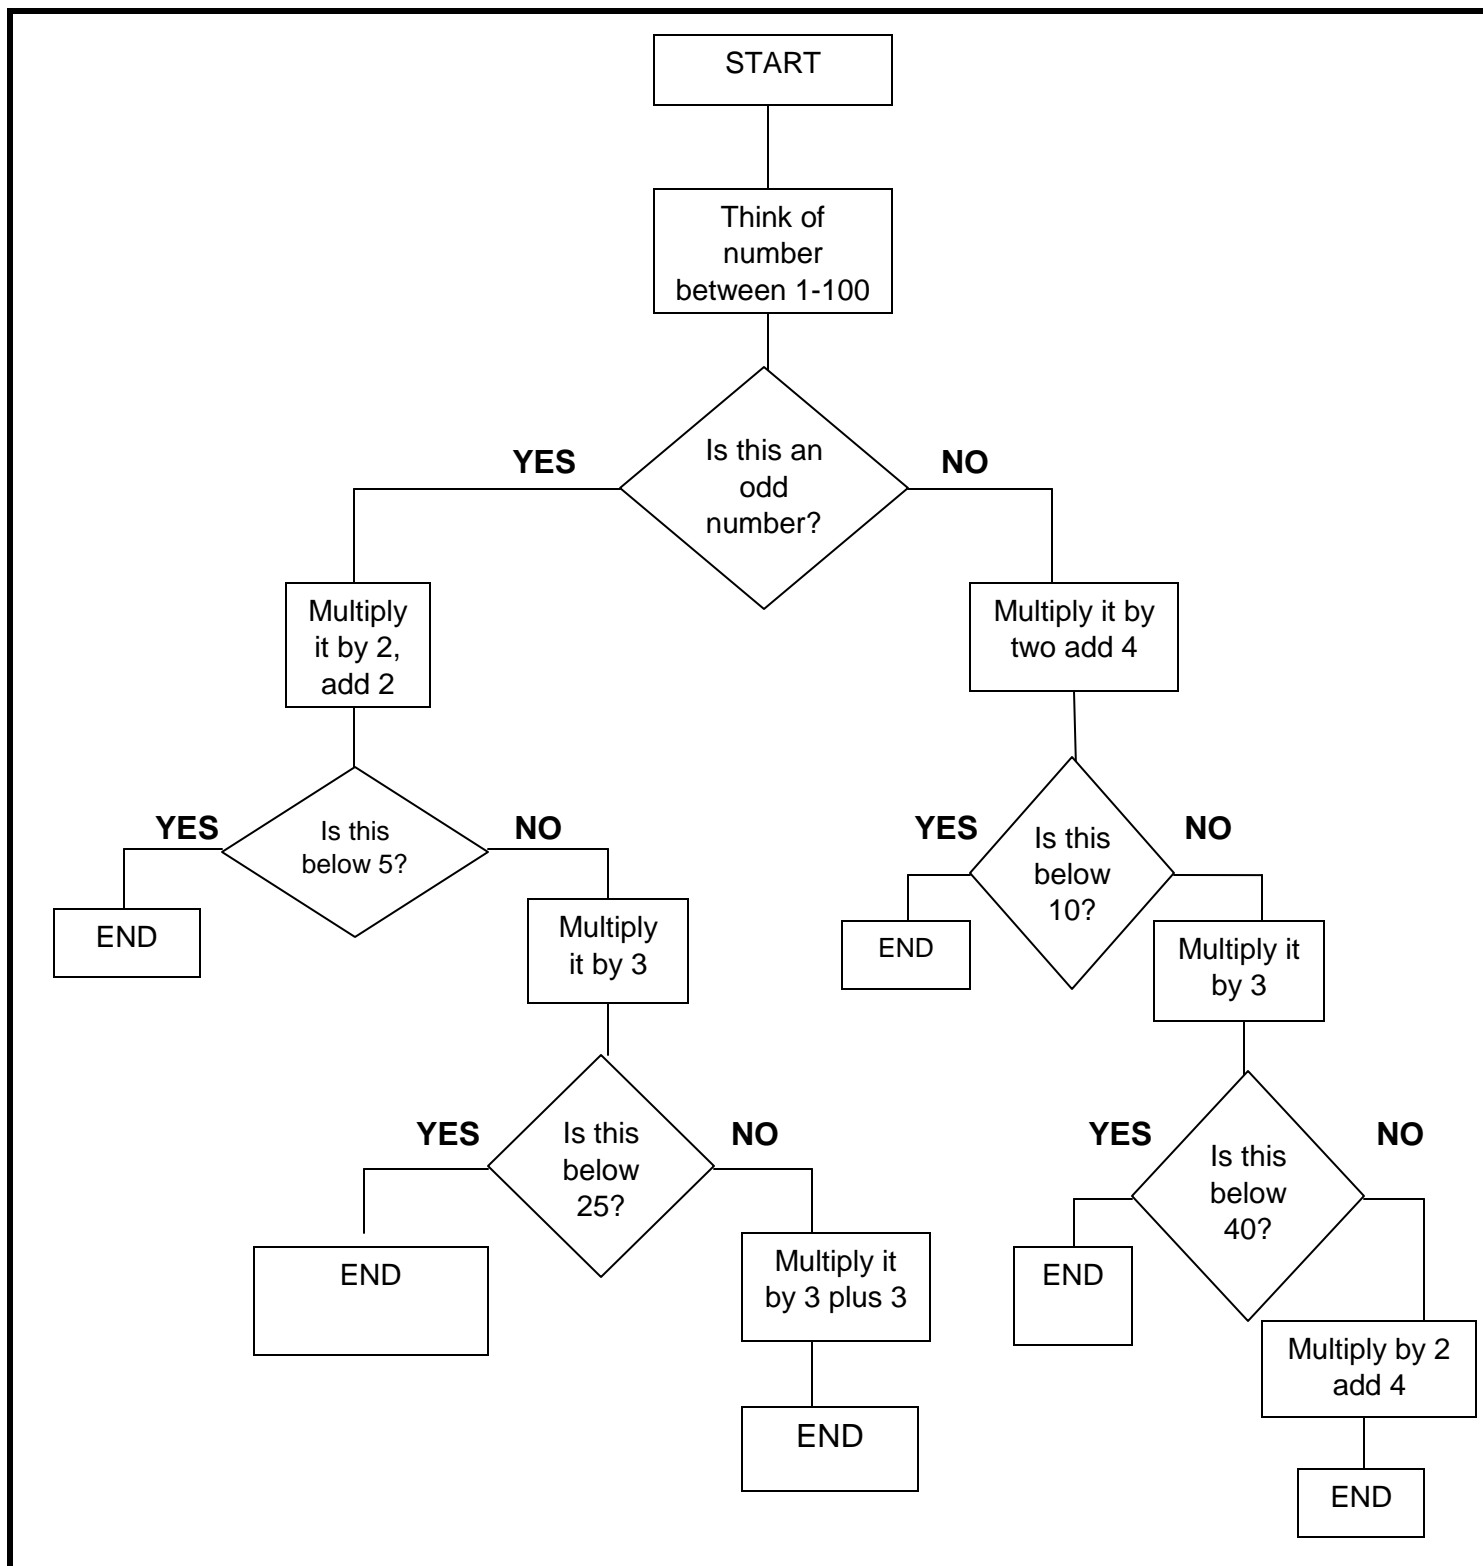 START
Think of
number
between 1-100
Is this an
odd
number?
YES
NO
Multiply
it by 2,
add 2
Multiply it by
two add 4
Is this
below 5?
YES
NO
END
Multiply
it by 3
Is this
below
25?
YES
NO
END
Multiply it
by 3 plus 3
END
Is this
below
10?
YES
NO
END
Multiply it
by 3
Is this
below
40?
YES
NO
END
Multiply by 2
add 4
END